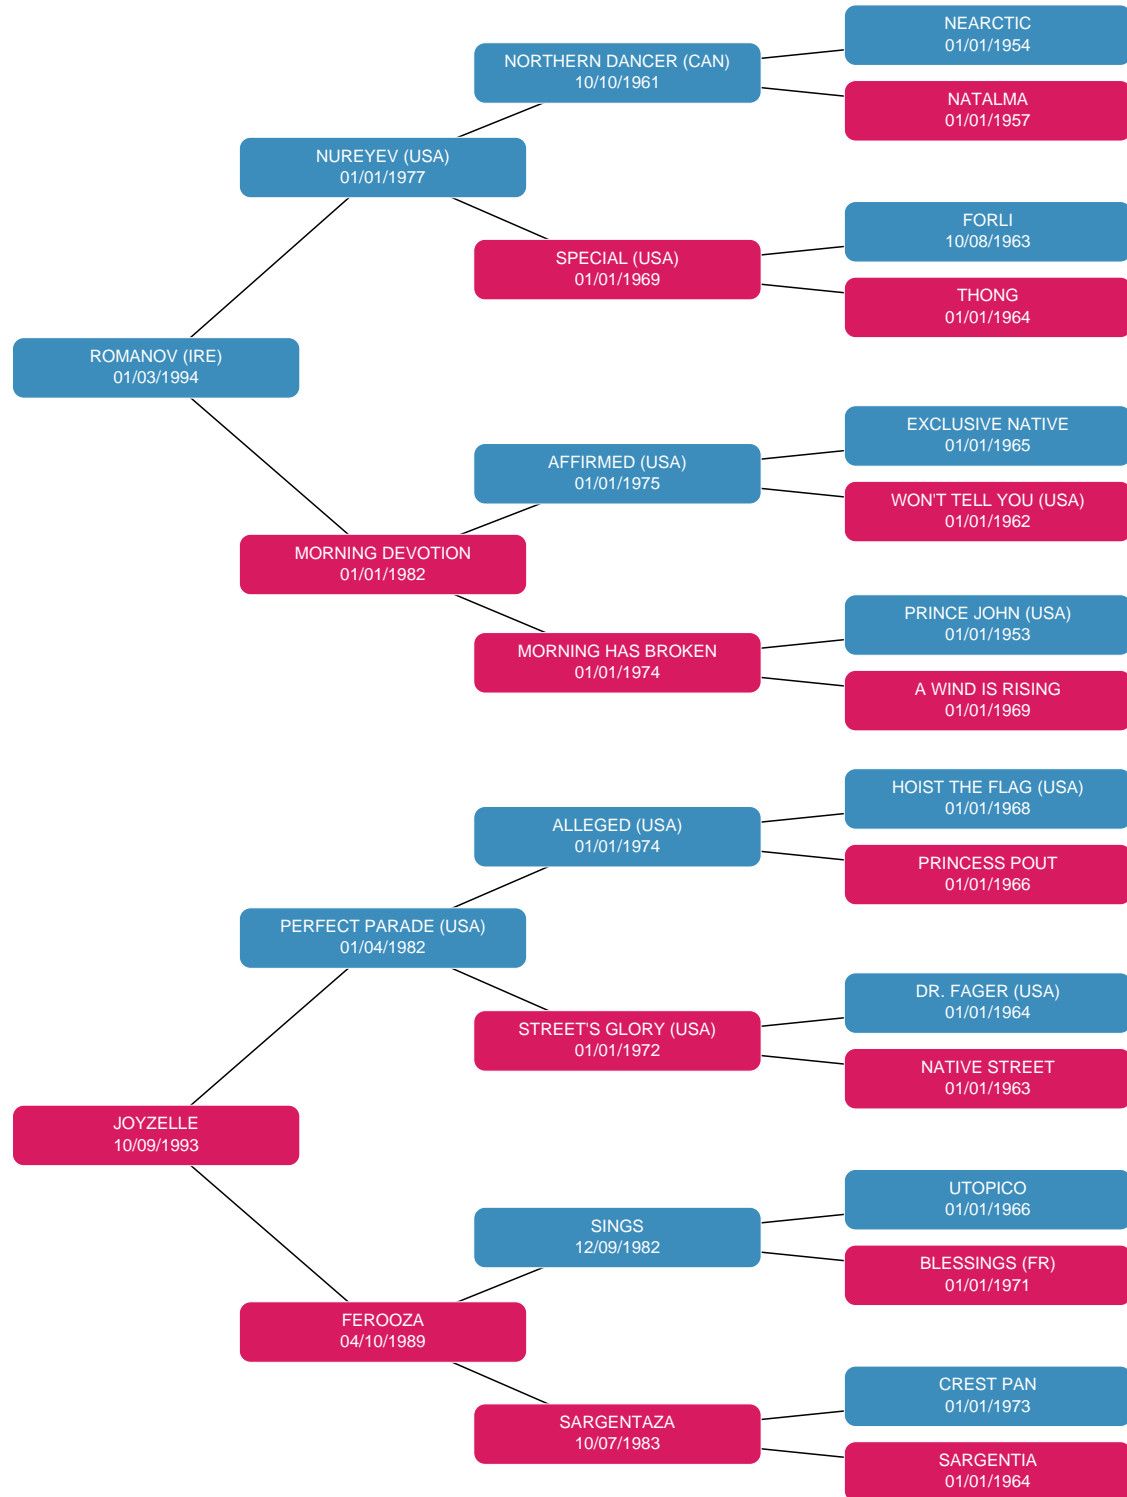 NEARCTIC
01/01/1954
NORTHERN DANCER (CAN)
10/10/1961
NATALMA
01/01/1957
NUREYEV (USA)
01/01/1977
FORLI
10/08/1963
SPECIAL (USA)
01/01/1969
THONG
01/01/1964
ROMANOV (IRE)
01/03/1994
EXCLUSIVE NATIVE
01/01/1965
AFFIRMED (USA)
01/01/1975
WON'T TELL YOU (USA)
01/01/1962
MORNING DEVOTION
01/01/1982
PRINCE JOHN (USA)
01/01/1953
MORNING HAS BROKEN
01/01/1974
A WIND IS RISING
01/01/1969
HOIST THE FLAG (USA)
01/01/1968
ALLEGED (USA)
01/01/1974
PRINCESS POUT
01/01/1966
PERFECT PARADE (USA)
01/04/1982
DR. FAGER (USA)
01/01/1964
STREET'S GLORY (USA)
01/01/1972
NATIVE STREET
01/01/1963
JOYZELLE
10/09/1993
UTOPICO
01/01/1966
SINGS
12/09/1982
BLESSINGS (FR)
01/01/1971
FEROOZA
04/10/1989
CREST PAN
01/01/1973
SARGENTAZA
10/07/1983
SARGENTIA
01/01/1964